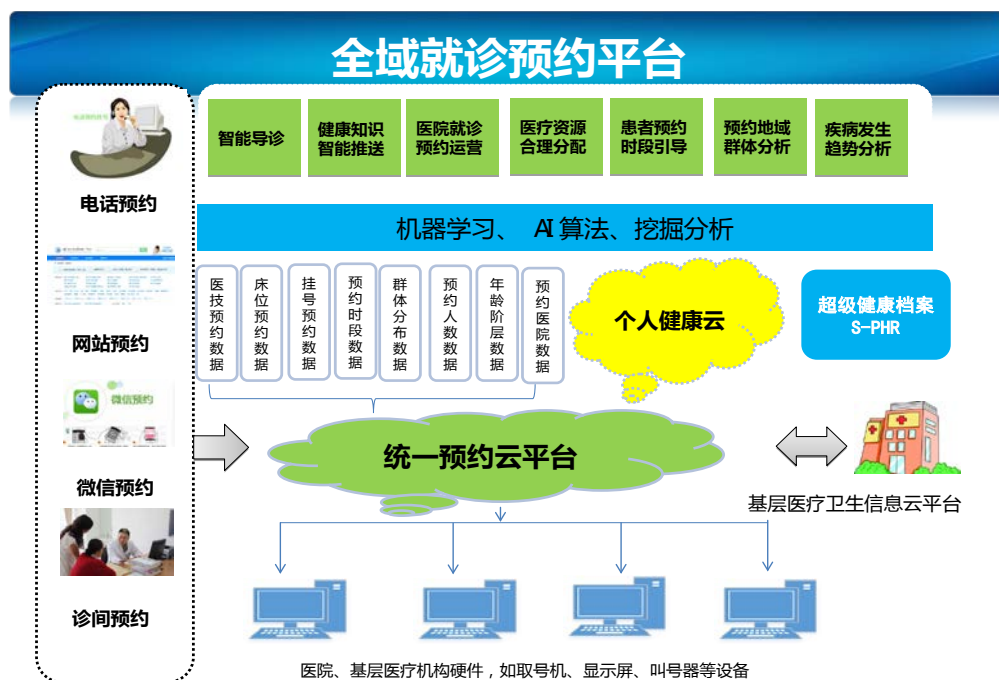 全域就诊预约平台
电话预约
网站预约
微信预约
微信预约
诊间预约
智能导诊
健康知识
智能推送
医院就诊
预约运营
医疗资源
合理分配
患者预约
时段引导
预约地域
群体分析
疾病发生
趋势分析
机器学习、 AI算法、挖掘分析
医技预约数据
床位预约数据
挂号预约数据
预约时段数据
群体分布数据
预约人数数据
年龄阶层数据
预约医院数据
个人健康云
超级健康档案
S-PHR
统一预约云平台
基层医疗卫生信息云平台
医院、基层医疗机构硬件，如取号机、显示屏、叫号器等设备